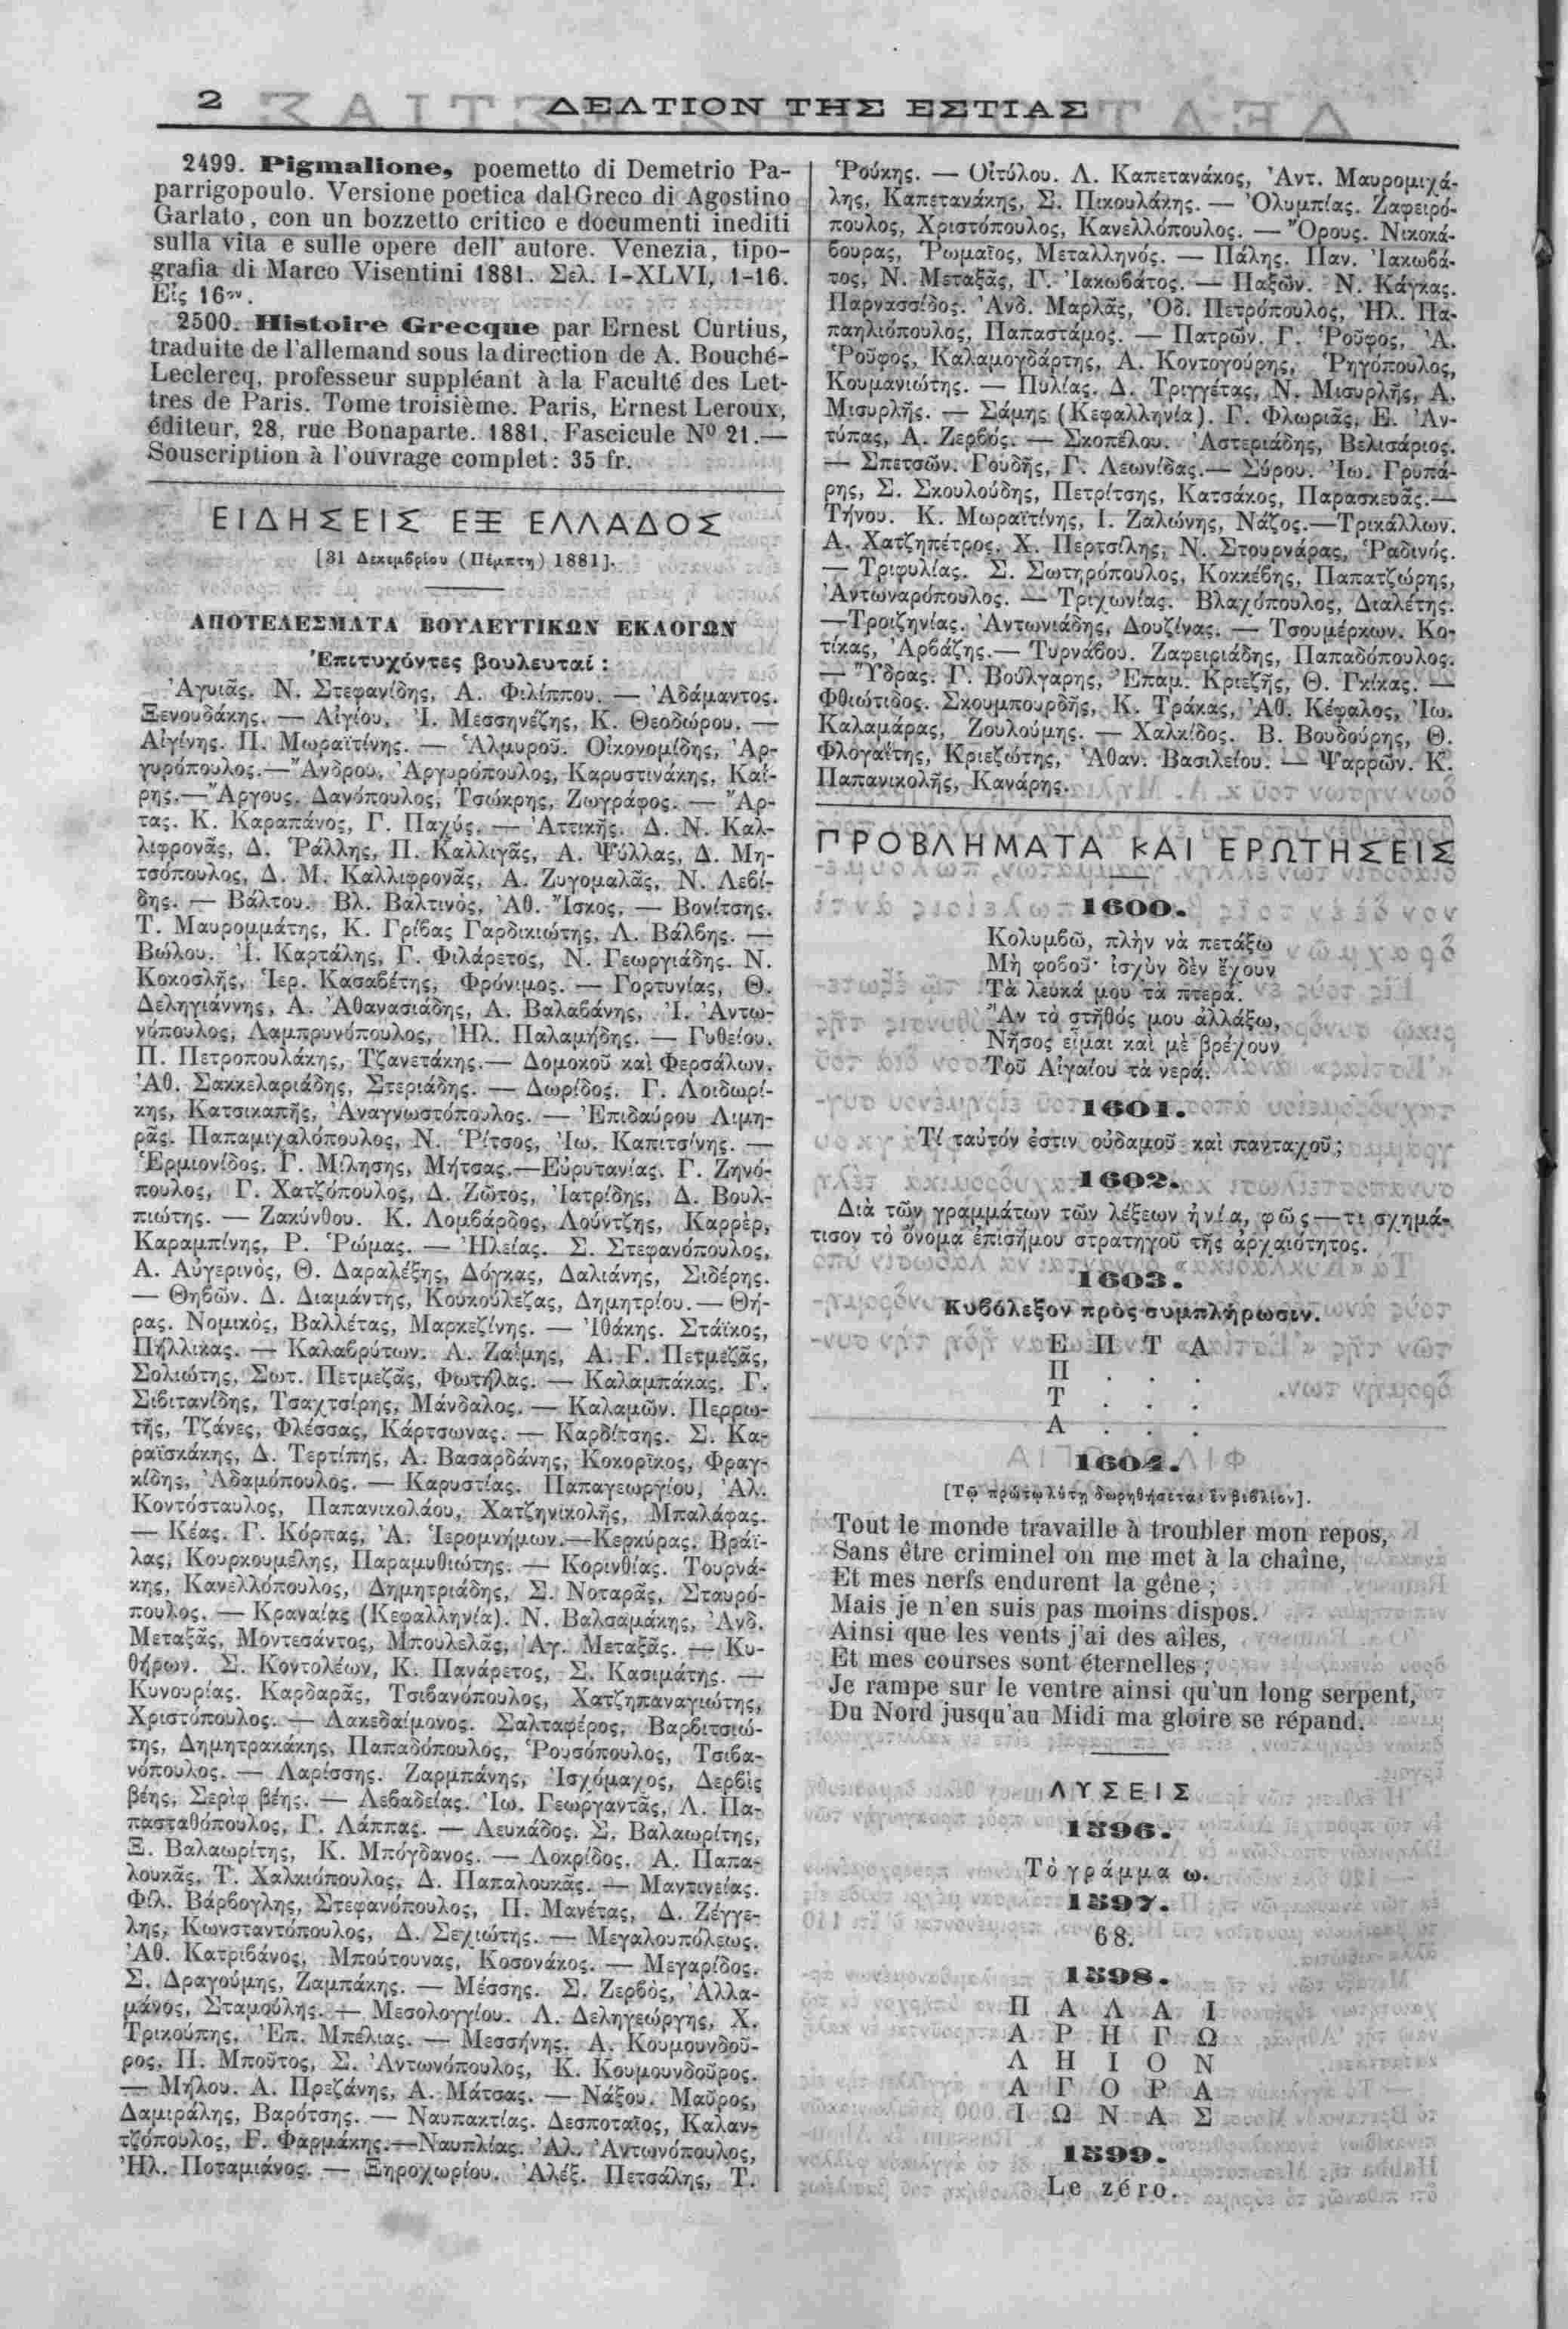 2
ΔΕΛΤΙΟΝ ΤΗΣ ΕΣΤΙΑΣ
2499. Pigmalione, poemetto di Demetrio Pa-
parrigopoulo. Versione poetica dal Greco di Agostino
Garlato, con un bozzetto critico e documenti inediti
sulla vita e sulle opere dell' autore. Venezia, tipo-
grafia di Marco Visentini 1881. Σελ. I-XLVI, 1-16.
Εἰς 16ον.
2500. Histoire Grecque par Ernest Curtius,
traduite de l'allemand sous la direction de A. Bouché-
Leclercq, professeur suppléant à la Faculté des Let-
tres de Paris. Tome troisième. Paris, Ernest Leroux,
éditeur, 28, rue Bonaparte. 1881. Fascicule Nº 21.—
Souscription à l'ouvrage complet: 35 fr.
ΕΙΔΗΣΕΙΣ ΕΞ ΕΛΛΑΔΟΣ
[31 Δεκεμβρίου (Πέμπτη) 1881].
ΑΠΟΤΕΛΕΣΜΑΤΑ ΒΟΥΛΕΥΤΙΚΩΝ ΕΚΛΟΓΩΝ
Ἐπιτυχόντες βουλευταί :
Ἀγυιᾶς. Ν. Στεφανίδης, Α. Φιλίππου. — Ἀδάμαντος.
Ξενουδάκης. — Αἰγίου. Ἰ. Μεσσηνέζης, Κ. Θεοδώρου. —
Αἰγίνης. Π. Μωραϊτίνης. — Ἁλμυροῦ. Οἰκονομίδης, Ἀρ-
γυρόπουλος.—Ἄνδρου. Ἀργυρόπουλος, Καρυστινάκης, Καΐ-
ρης.—Ἄργους. Δανόπουλος, Τσώκρης, Ζωγράφος. — Ἄρ-
τας. Κ. Καραπάνος, Γ. Παχύς. — Ἀττικῆς. Δ. Ν. Καλ-
λιφρονᾶς, Δ. Ῥάλλης, Π. Καλλιγᾶς, Α. Ψύλλας, Δ. Μη-
τσόπουλος, Δ. Μ. Καλλιφρονᾶς, Α. Ζυγομαλᾶς, Ν. Λεβί-
δης. — Βάλτου. Βλ. Βαλτινὸς, Ἀθ. Ἴσκος. — Βονίτσης.
Τ. Μαυρομμάτης, Κ. Γρίβας Γαρδικιώτης, Λ. Βάλβης. —
Βώλου. Ἰ. Καρτάλης, Γ. Φιλάρετος, Ν. Γεωργιάδης. Ν.
Κοκοσλῆς, Ἱερ. Κασαβέτης, Φρόνιμος. — Γορτυνίας, Θ.
Δεληγιάννης, Α. Ἀθανασιάδης, Α. Βαλαβάνης, Ἰ. Ἀντω-
νόπουλος, Λαμπρυνόπουλος, Ἠλ. Παλαμήδης. — Γυθείου.
Π. Πετροπουλάκης, Τζανετάκης.— Δομοκοῦ καὶ Φερσάλων.
Ἀθ. Σακκελαριάδης, Στεριάδης. — Δωρίδος. Γ. Λοιδωρί-
κης, Κατσικαπῆς, Ἀναγνωστόπουλος. — Ἐπιδαύρου Λιμη-
ρᾶς. Παπαμιχαλόπουλος, Ν. Ῥίτσος, Ἰω. Καπιτσίνης. —
Ἑρμιονίδος, Γ. Μίλησης, Μήτσας.—Εὐρυτανίας. Γ. Ζηνό-
πουλος, Γ. Χατζόπουλος, Δ. Ζῶτος, Ἰατρίδης, Δ. Βουλ-
πιώτης. — Ζακύνθου. Κ. Λομβάρδος, Λούντζης, Καρρὲρ,
Καραμπίνης, Ρ. Ῥώμας. — Ἠλείας. Σ. Στεφανόπουλος,
Α. Αὐγερινὸς, Θ. Δαραλέξης, Δόγκας, Δαλιάνης, Σιδέρης.
— Θηβῶν. Δ. Διαμάντης, Κουκούλεζας, Δημητρίου. — Θή-
ρας. Νομικὸς, Βαλλέτας, Μαρκεζίνης. — Ἰθάκης. Στάϊκος,
Πήλλικας. — Καλαβρύτων. Α. Ζαΐμης, Α. Γ. Πετμεζᾶς,
Σολιώτης, Σωτ. Πετμεζᾶς, Φωτήλας. — Καλαμπάκας. Γ.
Σιβιτανίδης, Τσαχτσίρης, Μάνδαλος. — Καλαμῶν. Περρω-
τῆς, Τζάνες, Φλέσσας, Κάρτσωνας. — Καρδίτσης. Σ. Κα-
ραϊσκάκης, Δ. Τερτίπης, Α. Βασαρδάνης, Κοκορῖκος, Φραγ-
κίδης, Ἀδαμόπουλος. — Καρυστίας. Παπαγεωργίου, Ἀλ.
Κοντόσταυλος, Παπανικολάου, Χατζηνικολῆς, Μπαλάφας.
— Κέας. Γ. Κόρπας, Ἀ. Ἱερομνήμων.—Κερκύρας. Βράϊ-
λας, Κουρκουμέλης, Παραμυθιώτης. — Κορινθίας. Τουρνά-
κης, Κανελλόπουλος, Δημητριάδης, Σ. Νοταρᾶς, Σταυρό-
πουλος. — Κραναίας (Κεφαλληνία). Ν. Βαλσαμάκης, Ἀνδ.
Μεταξᾶς, Μοντεσάντος, Μπουλελᾶς, Ἀγ. Μεταξᾶς. — Κυ-
θήρων. Σ. Κοντολέων, Κ. Πανάρετος, Σ. Κασιμάτης. —
Κυνουρίας. Καρδαρᾶς, Τσιβανόπουλος, Χατζηπαναγιώτης,
Χριστόπουλος. — Λακεδαίμονος. Σαλταφέρος, Βαρβιτσιώ-
της, Δημητρακάκης, Παπαδόπουλος, Ῥουσόπουλος, Τσιβα-
νόπουλος. — Λαρίσσης. Ζαρμπάνης, Ἰσχόμαχος, Δερβὶς
βέης, Σερὶφ βέης. — Λεβαδείας. Ἰω. Γεωργαντᾶς, Λ. Πα-
πασταθόπουλος, Γ. Λάππας. — Λευκάδος. Σ. Βαλαωρίτης,
Ξ. Βαλαωρίτης, Κ. Μπόγδανος. — Λοκρίδος. Α. Παπα-
λουκᾶς, Τ. Χαλκιόπουλος, Δ. Παπαλουκᾶς. — Μαντινείας.
Φίλ. Βάρβογλης, Στεφανόπουλος, Π. Μανέτας, Δ. Ζέγγε-
λης, Κωνσταντόπουλος, Δ. Σεχιώτης. — Μεγαλουπόλεως.
Ἀθ. Κατριβάνος, Μπούτουνας, Κοσονάκος. — Μεγαρίδος.
Σ. Δραγούμης, Ζαμπάκης. — Μέσσης. Σ. Ζερβὸς, Ἀλλα-
μάνος, Σταμούλης. — Μεσολογγίου. Λ. Δεληγεώργης, Χ.
Τρικούπης, Ἐπ. Μπέλιας. — Μεσσήνης. Α. Κουμουνδοῦ-
ρος, Π. Μποῦτος, Σ. Ἀντωνόπουλος, Κ. Κουμουνδοῦρος.
— Μήλου. Α. Πρεζάνης, Α. Μάτσας. — Νάξου. Μαῦρος,
Δαμιράλης, Βαρότσης. — Ναυπακτίας. Δεσποταῖος, Καλαν-
τζόπουλος, Γ. Φαρμάκης.—Ναυπλίας. Ἀλ. Ἀντωνόπουλος,
Ἠλ. Ποταμιάνος. — Ξηροχωρίου. Ἀλέξ. Πετσάλης, Τ.
Ῥούκης. — Οἰτύλου. Λ. Καπετανάκος, Ἀντ. Μαυρομιχά-
λης, Καπετανάκης, Σ. Πικουλάκης. — Ὀλυμπίας. Ζαφειρό-
πουλος, Χριστόπουλος, Κανελλόπουλος. — Ὄρους. Νικοκά-
βουρας, Ῥωμαῖος, Μεταλληνός. — Πάλης. Παν. Ἰακωβά-
τος, Ν. Μεταξᾶς, Γ. Ἰακωβάτος. — Παξῶν. Ν. Κάγκας.
Παρνασσίδος. Ἀνδ. Μαρλᾶς, Ὀδ. Πετρόπουλος, Ἠλ. Πα-
παηλιόπουλος, Παπαστάμος. — Πατρῶν. Γ. Ῥοῦφος, Ἀ.
Ῥοῦφος, Καλαμογδάρτης, Α. Κοντογούρης, Ῥηγόπουλος,
Κουμανιώτης. — Πυλίας. Δ. Τριγγέτας, Ν. Μισυρλῆς, Α.
Μισυρλῆς. — Σάμης (Κεφαλληνία). Γ. Φλωριᾶς, Ε. Ἀν-
τύπας, Α. Ζερβός. — Σκοπέλου. Ἀστεριάδης, Βελισάριος.
— Σπετσῶν. Γουδῆς, Γ. Λεωνίδας.— Σύρου. Ἰω. Γρυπά-
ρης, Σ. Σκουλούδης, Πετρίτσης, Κατσάκος, Παρασκευᾶς.—
Τήνου. Κ. Μωραϊτίνης, Ι. Ζαλώνης, Νάζος.—Τρικάλλων.
Α. Χατζηπέτρος. Χ. Περτσίλης, Ν. Στουρνάρας, Ῥαδινός.
— Τριφυλίας. Σ. Σωτηρόπουλος, Κοκκέβης, Παπατζώρης,
Ἀντωναρόπουλος. — Τριχωνίας. Βλαχόπουλος, Διαλέτης.
—Τροιζηνίας. Ἀντωνιάδης, Δουζίνας. — Τσουμέρκων. Κο-
τίκας, Ἀρβάζης.— Τυρνάβου. Ζαφειριάδης, Παπαδόπουλος.
— Ὕδρας. Γ. Βούλγαρης, Ἐπαμ. Κριεζῆς, Θ. Γκίκας. —
Φθιώτιδος. Σκουμπουρδῆς, Κ. Τράκας, Ἀθ. Κέφαλος, Ἰω.
Καλαμάρας, Ζουλούμης. — Χαλκίδος. Β. Βουδούρης, Θ.
Φλογαΐτης, Κριεζώτης, Ἀθαν. Βασιλείου. — Ψαρρῶν. Κ.
Παπανικολῆς, Κανάρης.
ΠΡΟΒΛΗΜΑΤΑ ΚΑΙ ΕΡΩΤΗΣΕΙΣ
1600.
Κολυμβῶ, πλὴν νὰ πετάξω
Μὴ φοβοῦ· ἰσχὺν δὲν ἔχουν
Τὰ λευκά μου τὰ πτερά.
Ἂν τὸ στῆθός μου ἀλλάξω,
Νῆσος εἶμαι καὶ μὲ βρέχουν
Τοῦ Αἰγαίου τὰ νερά.
1601.
Τί ταὐτόν ἐστιν οὐδαμοῦ καὶ πανταχοῦ;
1602.
Διὰ τῶν γραμμάτων τῶν λέξεων ἡνία, φῶς—τι σχημά-
τισον τὸ ὄνομα ἐπισήμου στρατηγοῦ τῆς ἀρχαιότητος.
1603.
Κυβόλεξον πρὸς συμπλήρωσιν.
Ε Π Τ Α
Π . . .
Τ . . .
Α . . .
1604.
[Τῷ πρώτῳ λύτῃ δωρηθήσεται ἓν βιβλίον].
Tout le monde travaille à troubler mon repos,
Sans être criminel on me met à la chaîne,
Et mes nerfs endurent la gêne ;
Mais je n'en suis pas moins dispos.
Ainsi que les vents j'ai des ailes,
Et mes courses sont éternelles ;
Je rampe sur le ventre ainsi qu'un long serpent,
Du Nord jusqu'au Midi ma gloire se répand.
ΛΥΣΕΙΣ
1596.
Τὸ γράμμα ω.
1597.
68.
1598.
Π Α Λ Α Ι
Α Ρ Η Γ Ω
Λ Η Ι Ο Ν
Α Γ Ο Ρ Α
Ι Ω Ν Α Σ
1599.
Le zéro.